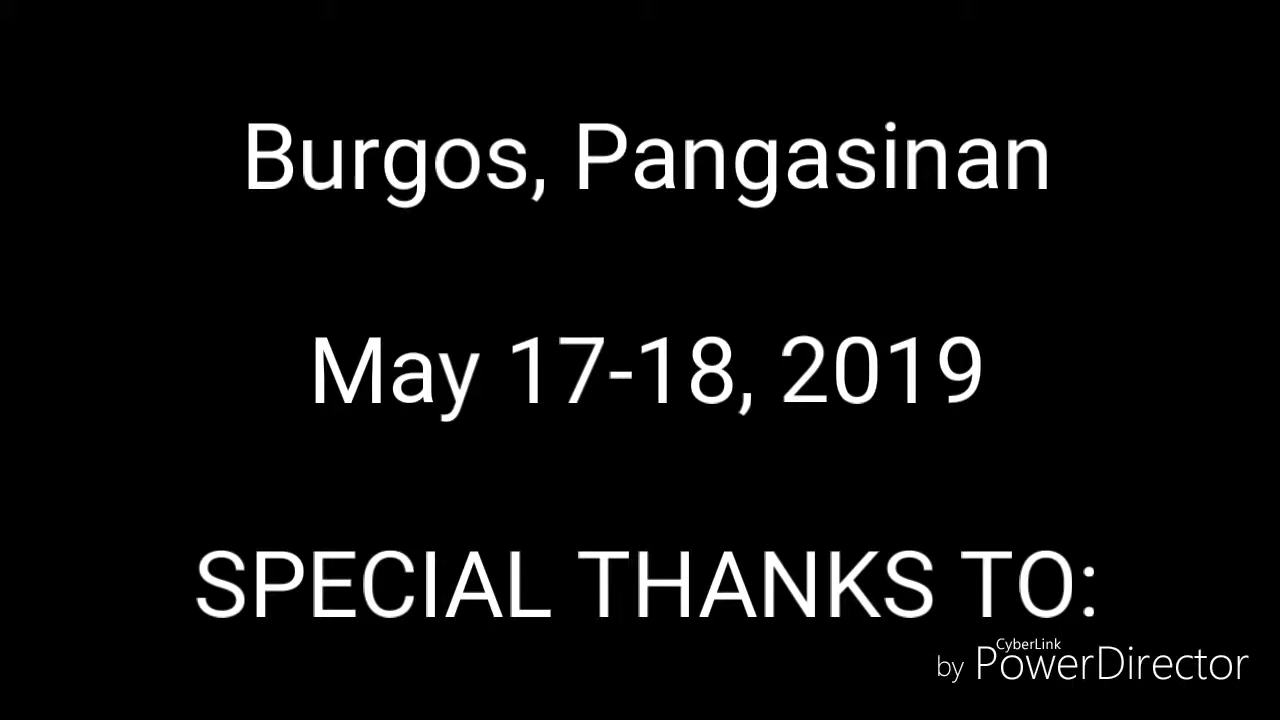 Burgos, Pangasinan
May 17-18, 2019
SPECIAL THANKS TO:
CyberLink
by PowerDirector